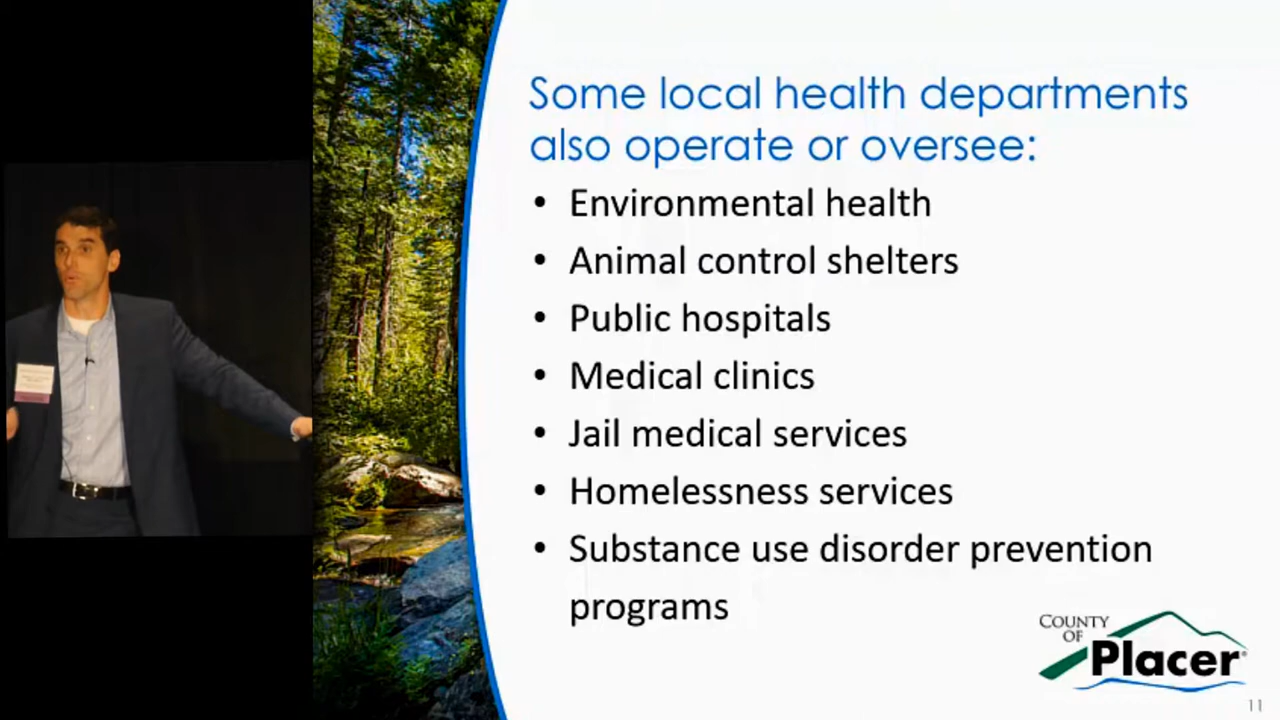 Some local health departments
also operate or oversee:
• Environmental health
• Animal control shelters
• Public hospitals
• Medical clinics
• Jail medical services
• Homelessness services
• Substance use disorder prevention
programs
COUNTY
OF
Placer
11